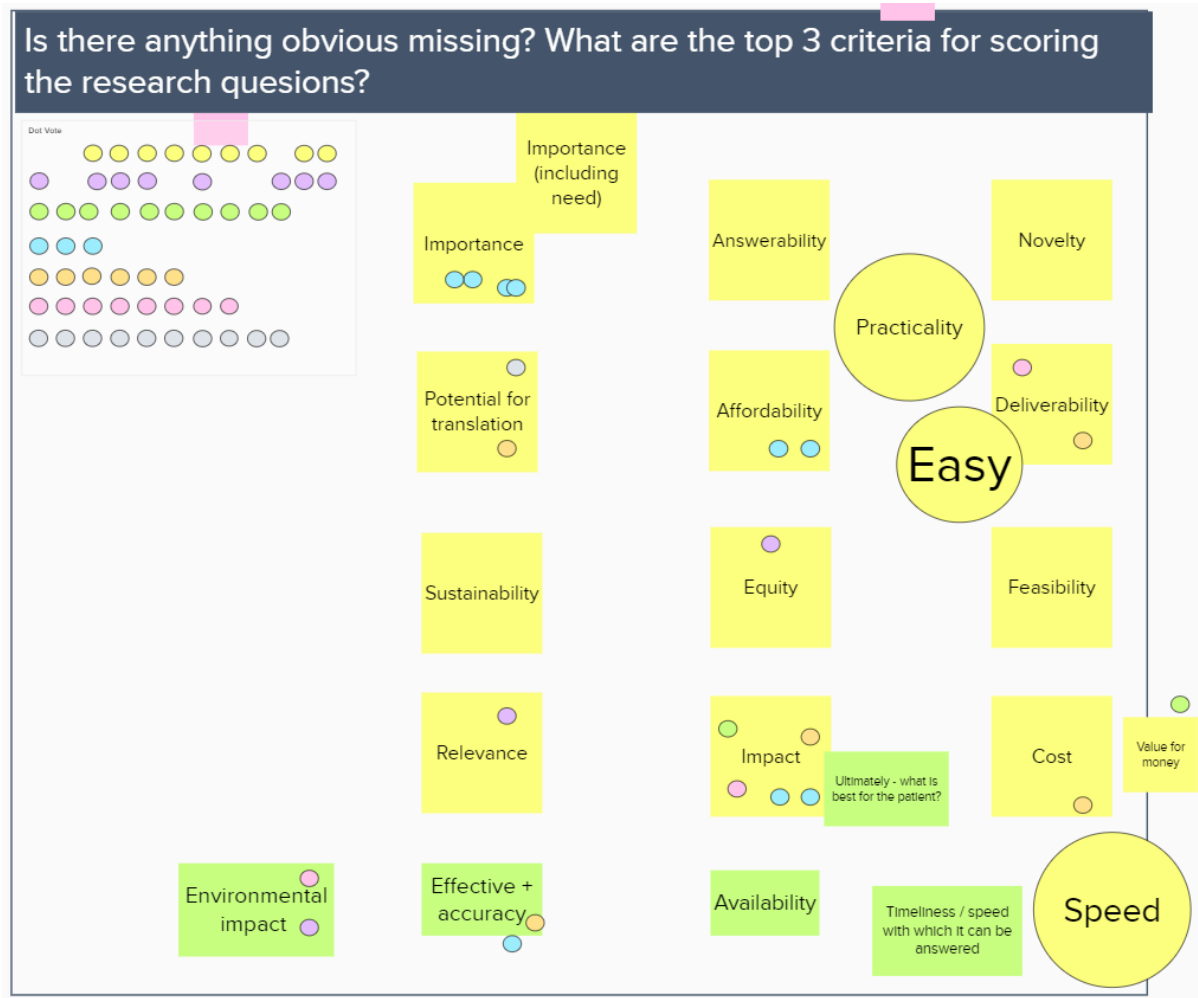 Is there anything obvious missing? What are the top 3 criteria for scoring
the research quesions?
Dot Vote
Importance
(including
need)
Importance
Answerability
Novelty
Practicality
Potential for
translation
Affordability
Deliverability
Easy
Sustainability
Equity
Feasibility
Relevance
Impact
Ultimately - what is
best for the patient?
Cost
Value for
money
Environmental
impact
Effective +
accuracy
Availability
Timeliness / speed
with which it can be
answered
Speed